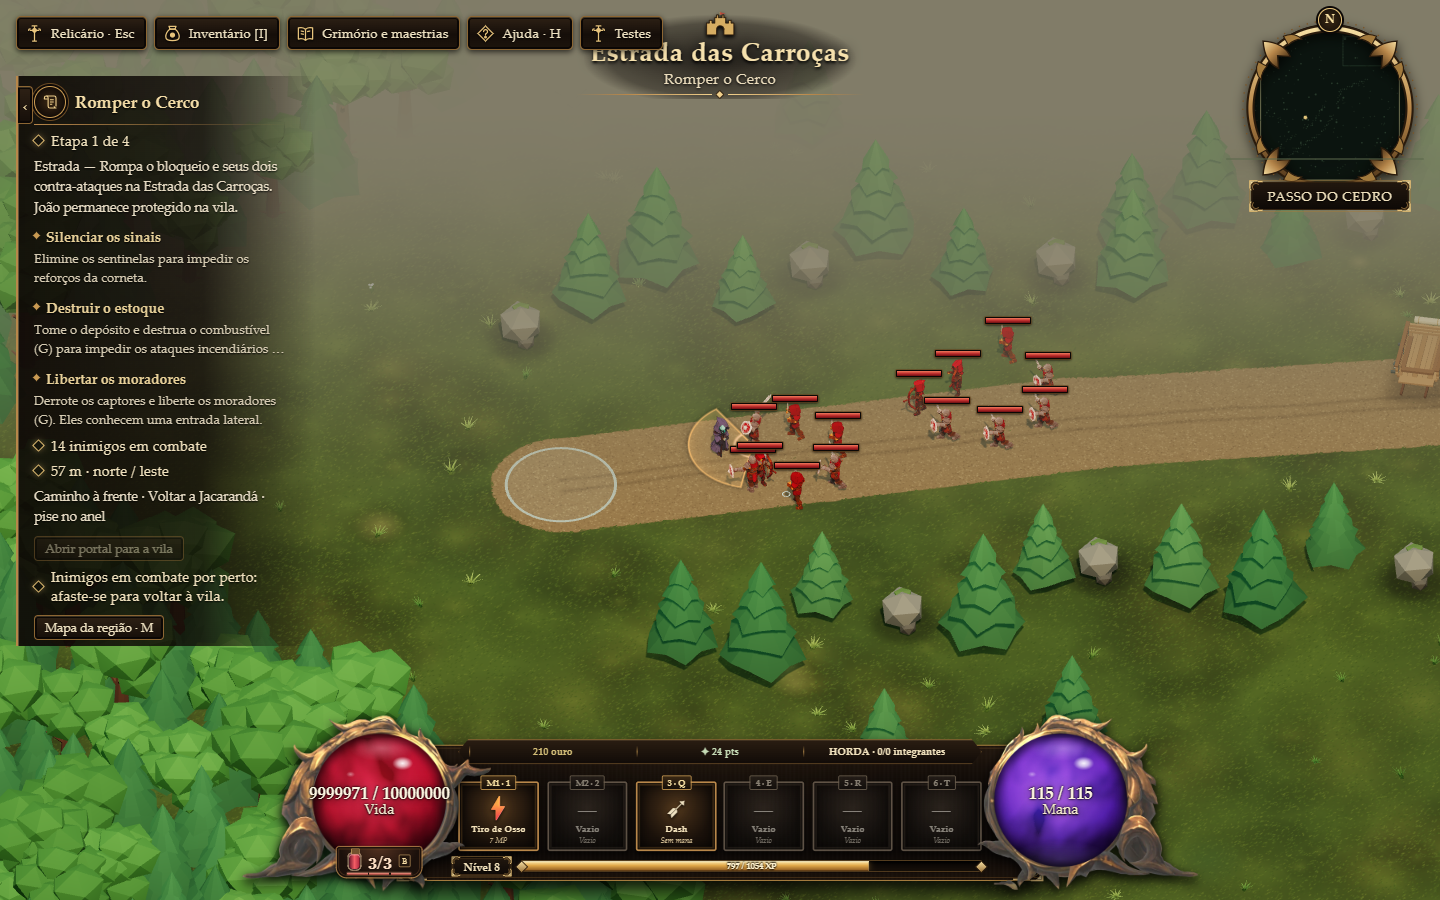 Relicário · Esc
Inventário [I]
Grimório e maestrias
Ajuda · H
Testes
Estrada das Carroças
Romper o Cerco
N
PASSO DO CEDRO
‹
Romper o Cerco
Etapa 1 de 4
Estrada — Rompa o bloqueio e seus dois
contra-ataques na Estrada das Carroças.
João permanece protegido na vila.
Silenciar os sinais
Elimine os sentinelas para impedir os
reforços da corneta.
Destruir o estoque
Tome o depósito e destrua o combustível
(G) para impedir os ataques incendiários ...
Libertar os moradores
Derrote os captores e liberte os moradores
(G). Eles conhecem uma entrada lateral.
14 inimigos em combate
57 m · norte / leste
Caminho à frente · Voltar a Jacarandá ·
pise no anel
Abrir portal para a vila
Inimigos em combate por perto:
afaste-se para voltar à vila.
Mapa da região · M
210 ouro
24 pts
HORDA · 0/0 integrantes
9999971 / 10000000
Vida
3/3
B
M1 · 1
Tiro de Osso
7 MP
M2 · 2
Vazio
Vazio
3 · Q
Dash
Sem mana
4 · E
Vazio
Vazio
5 · R
Vazio
Vazio
6 · T
Vazio
Vazio
Nível 8
797 / 1054 XP
115 / 115
Mana